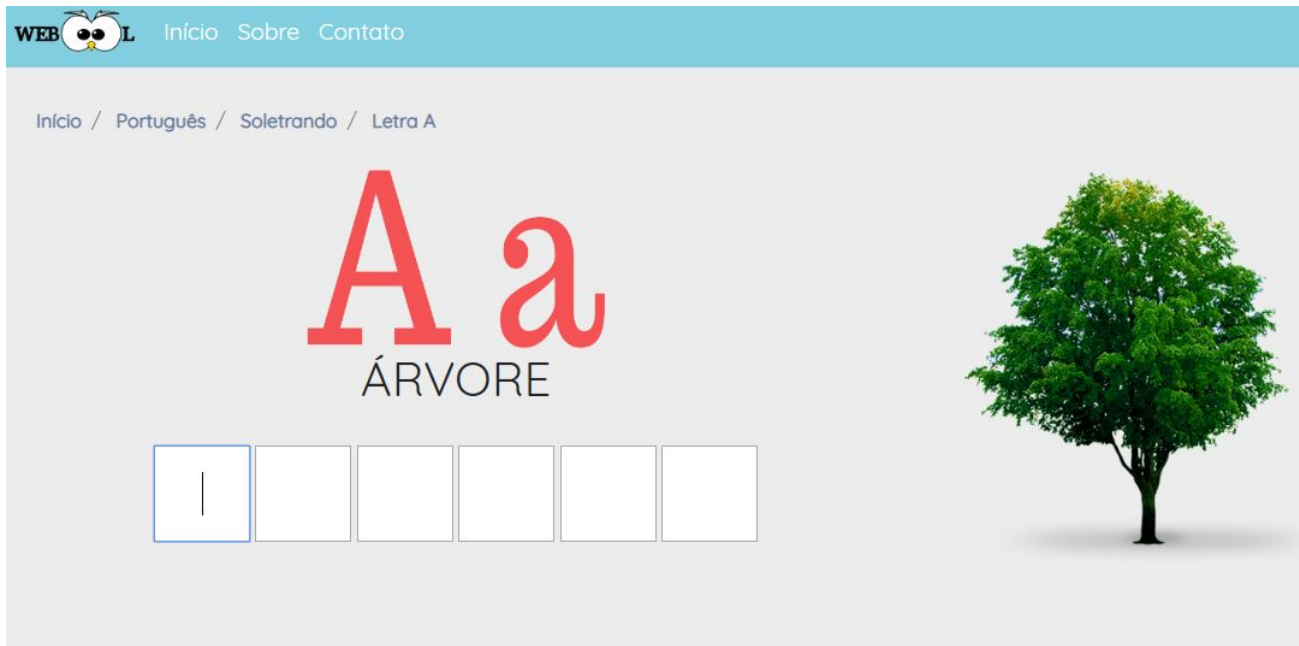 WEB L Início Sobre Contato
Início / Português / Soletrando / Letra A
A a
ÁRVORE